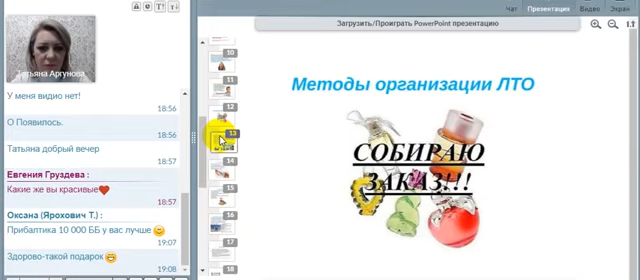 Чат Презентация Видео Экран
Загрузить/Проиграть PowerPoint презентацию
Татьяна Аргунова
У меня видио нет!
18:56
О Появилось.
18:56
Татьяна добрый вечер
18:57
Евгения Груздева :
Какие же вы красивые
18:57
Оксана (Ярохович Т.) :
Прибалтика 10 000 ББ у вас лучше
19:07
Здорово-такой подарок
19:08
10
11
12
13
14
15
16
17
18
Методы организации ЛТО
СОБИРАЮ
ЗАКАЗ!!!